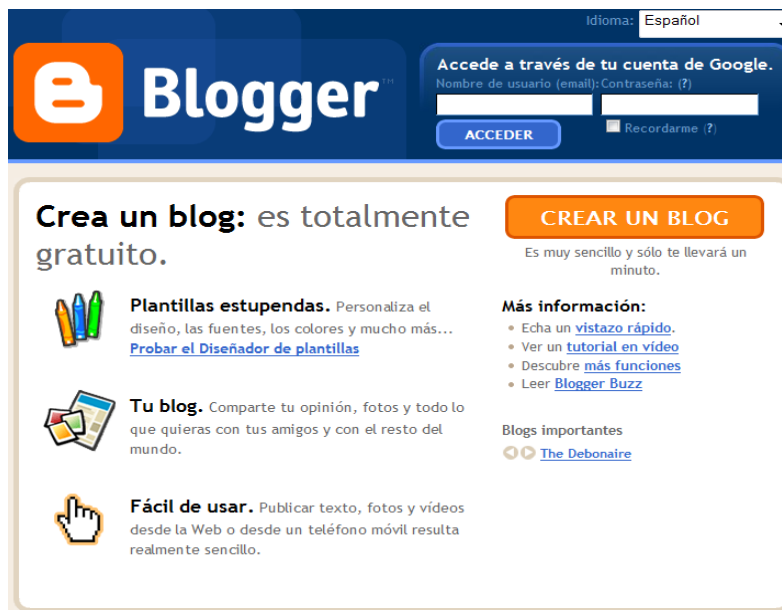 Idioma: Español
Blogger™
Accede a través de tu cuenta de Google.
Nombre de usuario (email): Contraseña: (?)
ACCEDER
Recordarme (?)
Crea un blog: es totalmente
gratuito.
Plantillas estupendas. Personaliza el
diseño, las fuentes, los colores y mucho más...
Probar el Diseñador de plantillas
Tu blog. Comparte tu opinión, fotos y todo lo
que quieras con tus amigos y con el resto del
mundo.
Fácil de usar. Publicar texto, fotos y vídeos
desde la Web o desde un teléfono móvil resulta
realmente sencillo.
CREAR UN BLOG
Es muy sencillo y sólo te llevará un
minuto.
Más información:
Echa un vistazo rápido.
Ver un tutorial en vídeo
Descubre más funciones
Leer Blogger Buzz
Blogs importantes
The Debonaire